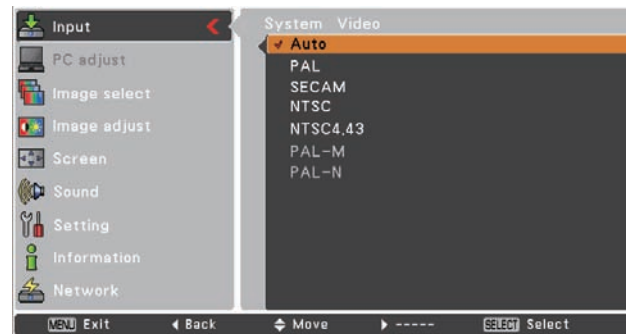 Input
PC adjust
Image select
Image adjust
Screen
Sound
Setting
Information
Network
System Video
Auto
PAL
SECAM
NTSC
NTSC4.43
PAL-M
PAL-N
MENU Exit Back Move ----- SELECT Select